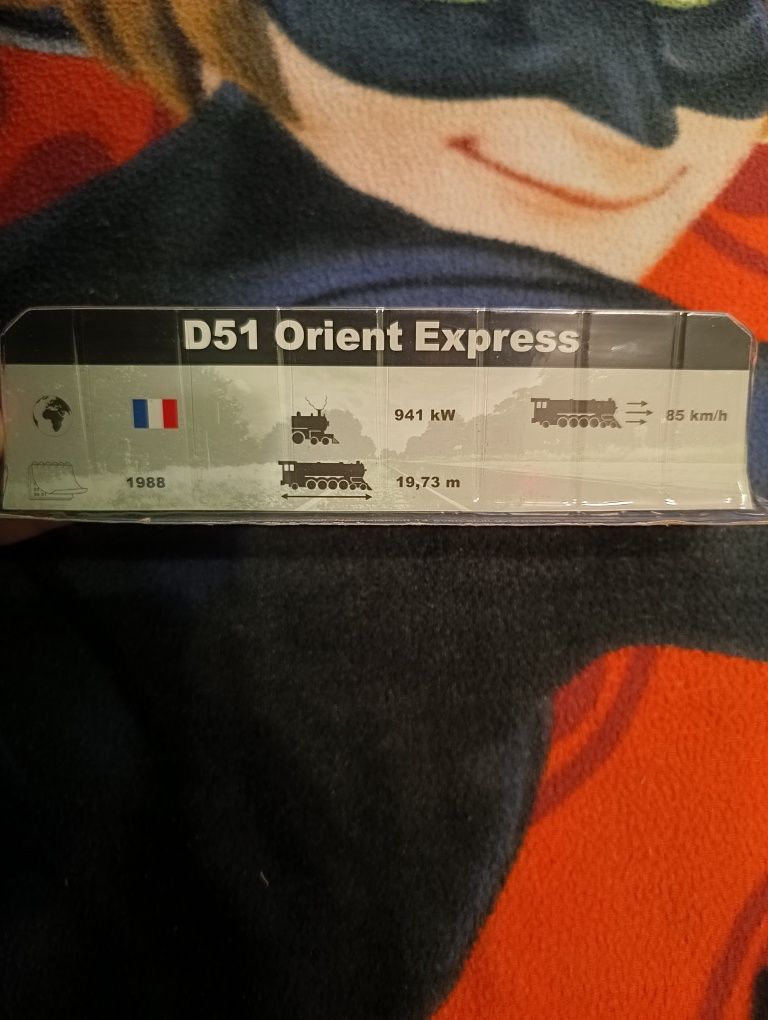 D51 Orient Express
941 kW 85 km/h
1988 19,73 m